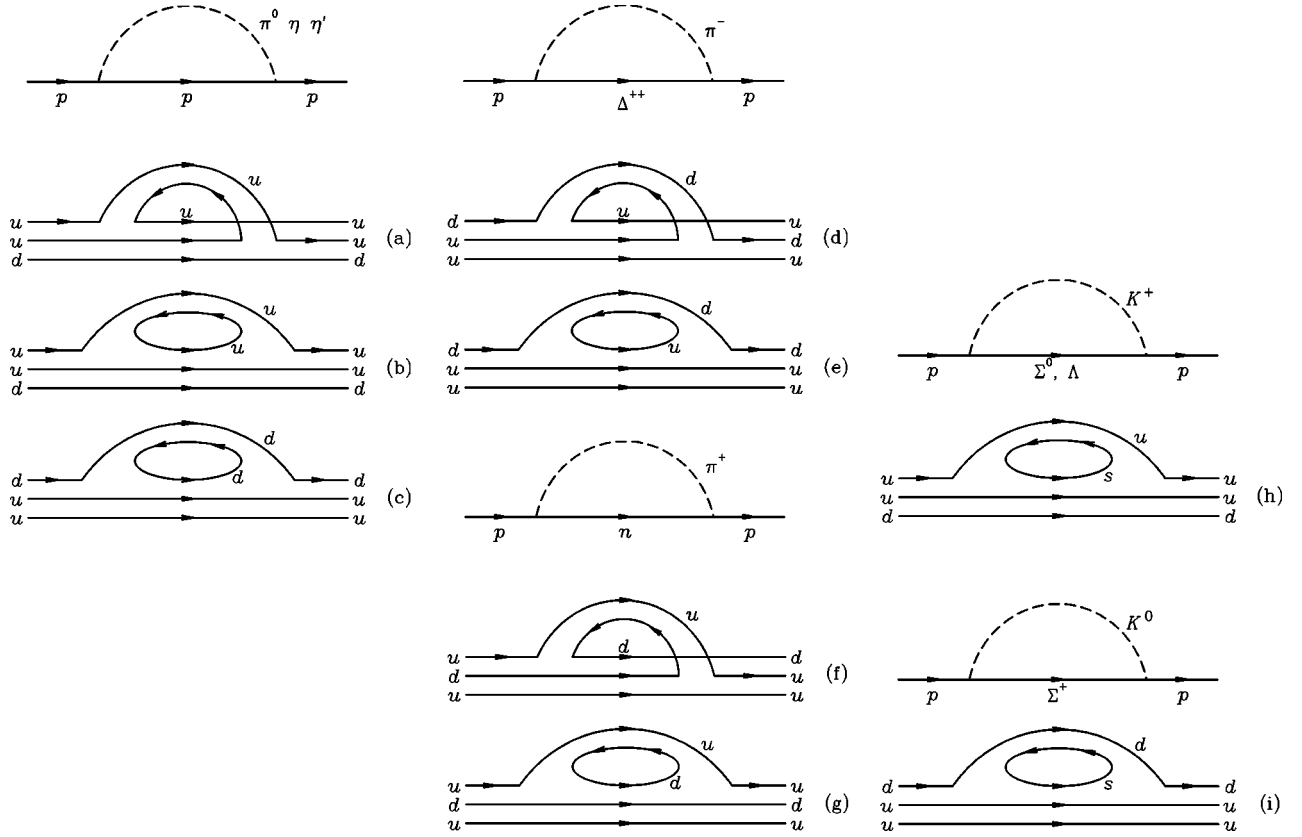 π⁰ η η′
p p p
u
u
u u
u u (a)
d d
u
u
u u
u u (b)
d d
d
d
d d
u u (c)
u u
π⁻
p Δ⁺⁺ p
d
u
d u
u d (d)
u u
d
u
d d
u u (e)
u u
π⁺
p n p
u
d
u d
d u (f)
u u
u
d
u u
d d (g)
u u
K⁺
p Σ⁰, Λ p
u
s
u u
u u (h)
d d
K⁰
p Σ⁺ p
d
s
d d
u u (i)
u u